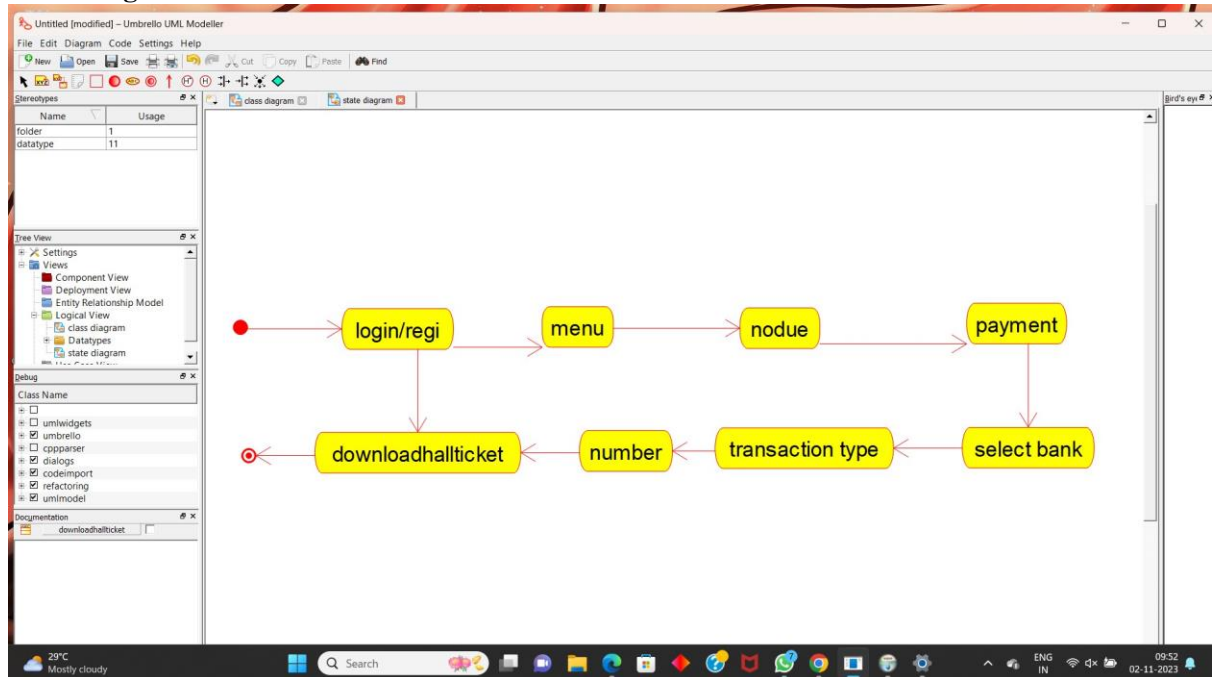 Untitled [modified] – Umbrello UML Modeller
File Edit Diagram Code Settings Help
New Open Save Cut Copy Paste Find
Stereotypes
class diagram
state diagram
Name Usage
folder 1
datatype 11
Tree View
Settings
Views
Component View
Deployment View
Entity Relationship Model
Logical View
class diagram
Datatypes
state diagram
Debug
Class Name
umlwidgets
umbrello
cppparser
dialogs
codeimport
refactoring
umlmodel
Documentation
downloadhallticket
Bird's eye
login/regi
menu
nodue
payment
downloadhallticket
number
transaction type
select bank
29°C
Mostly cloudy
Search
ENG
IN
09:52
02-11-2023